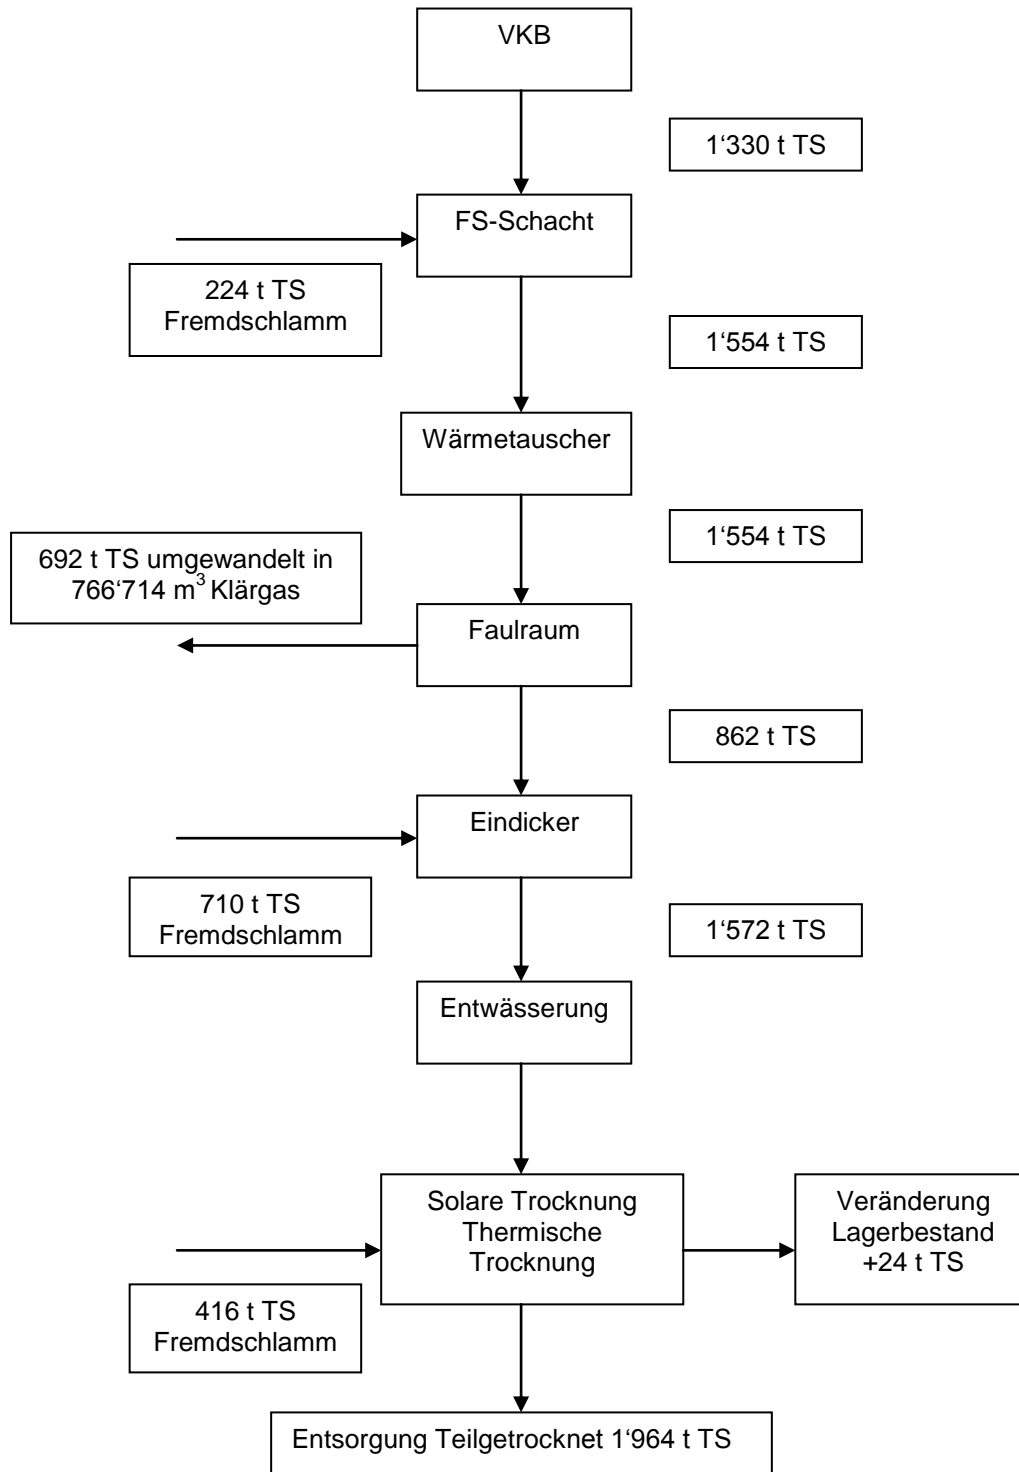 VKB
1‘330 t TS
FS-Schacht
224 t TS
Fremdschlamm
1‘554 t TS
Wärmetauscher
1‘554 t TS
692 t TS umgewandelt in
766‘714 m³ Klärgas
Faulraum
862 t TS
Eindicker
710 t TS
Fremdschlamm
1‘572 t TS
Entwässerung
Solare Trocknung
Thermische
Trocknung
Veränderung
Lagerbestand
+24 t TS
416 t TS
Fremdschlamm
Entsorgung Teilgetrocknet 1‘964 t TS